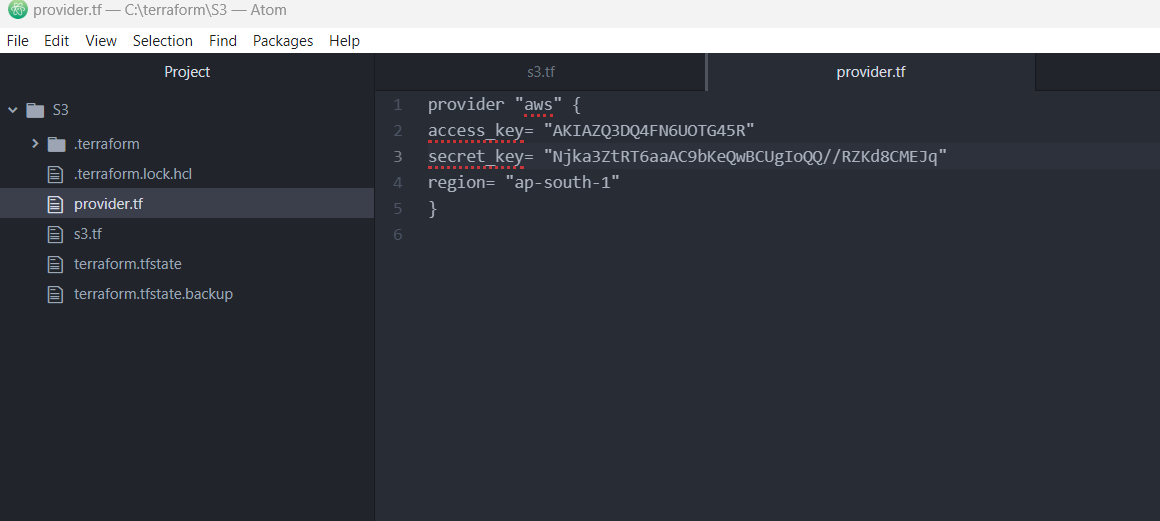 provider.tf — C:\terraform\S3 — Atom
File Edit View Selection Find Packages Help
Project
S3
.terraform
.terraform.lock.hcl
provider.tf
s3.tf
terraform.tfstate
terraform.tfstate.backup
s3.tf
provider.tf
1 provider "aws" {
2 access_key= "AKIAZQ3DQ4FN6UOTG45R"
3 secret_key= "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"
4 region= "ap-south-1"
5 }
6